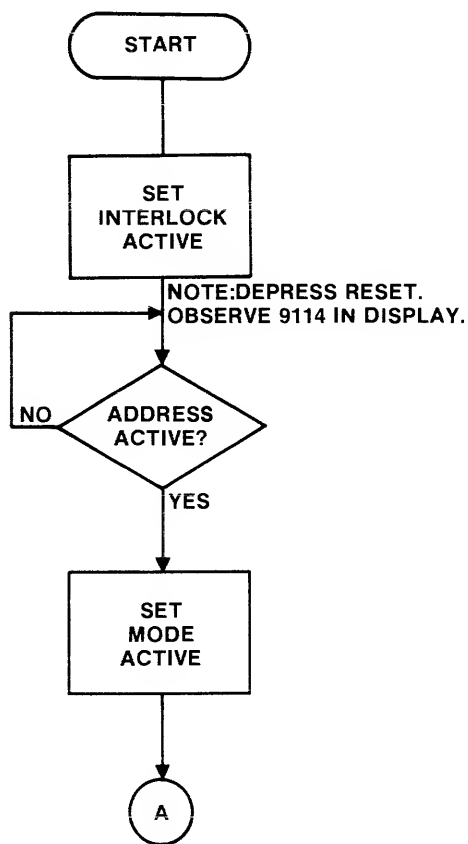 START
SET
INTERLOCK
ACTIVE
NOTE:DEPRESS RESET.
OBSERVE 9114 IN DISPLAY.
NO
ADDRESS
ACTIVE?
YES
SET
MODE
ACTIVE
A